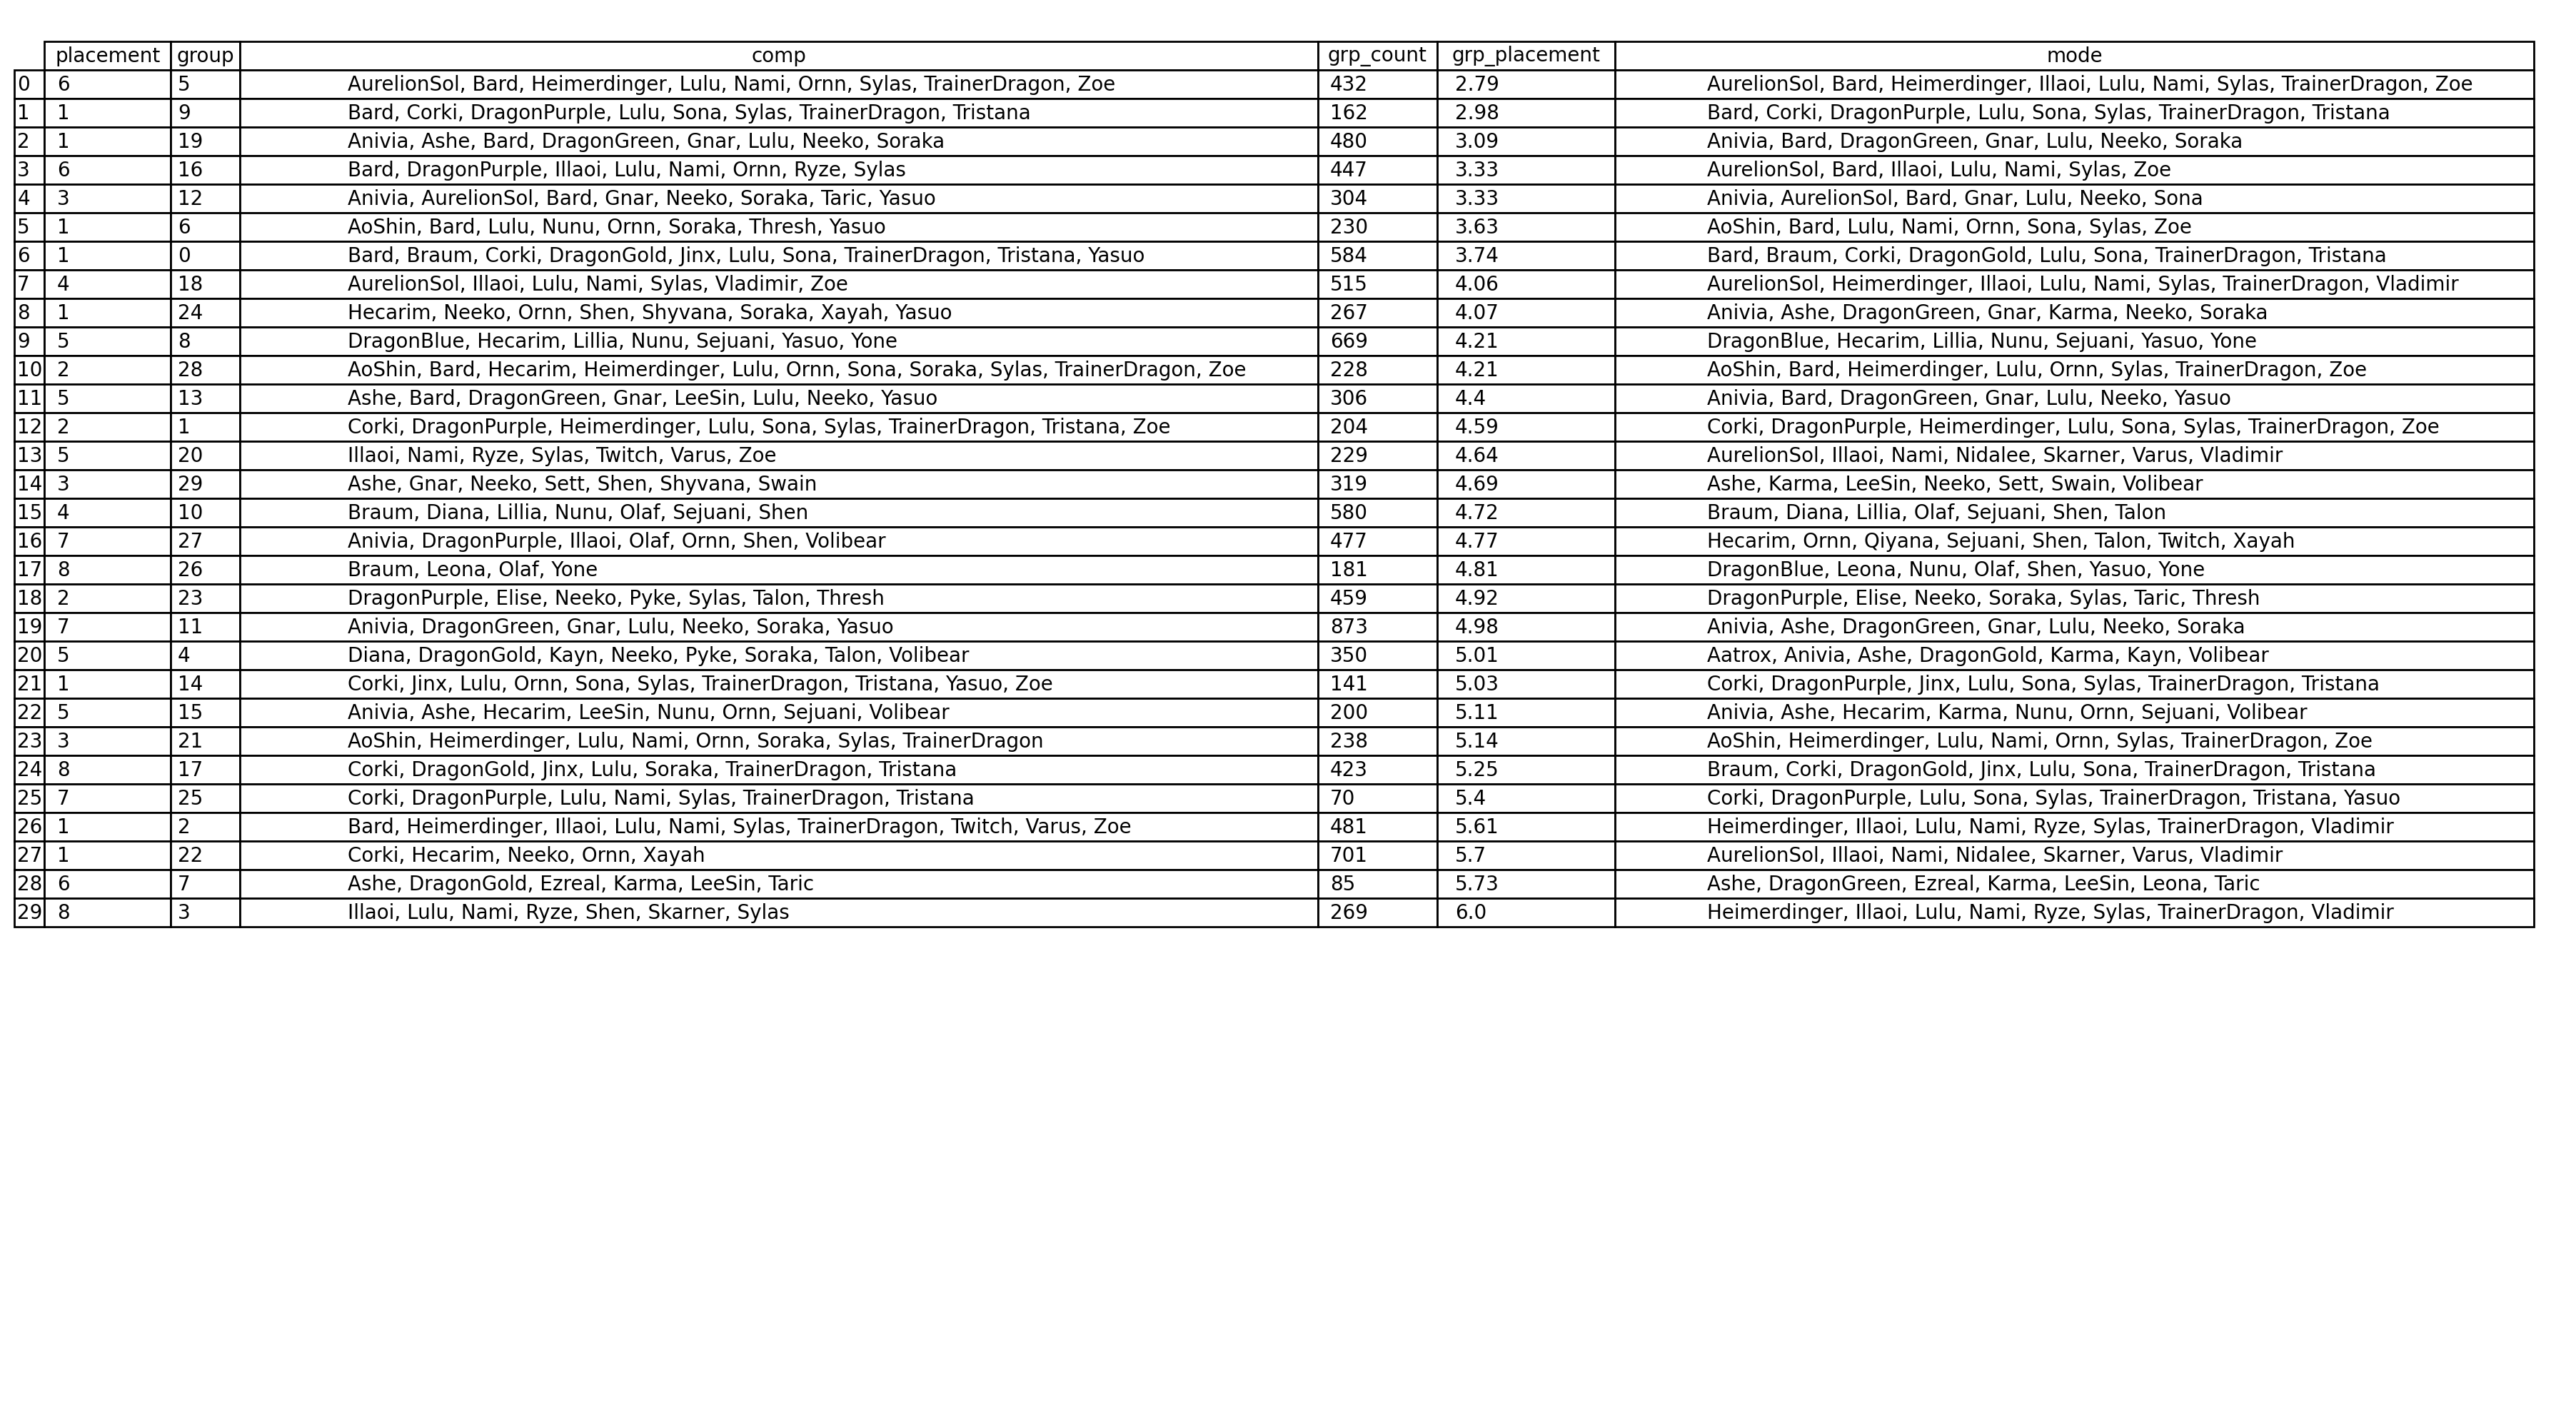 placement group comp grp_count grp_placement mode
0 6 5 AurelionSol, Bard, Heimerdinger, Lulu, Nami, Ornn, Sylas, TrainerDragon, Zoe 432 2.79 AurelionSol, Bard, Heimerdinger, Illaoi, Lulu, Nami, Sylas, TrainerDragon, Zoe
1 1 9 Bard, Corki, DragonPurple, Lulu, Sona, Sylas, TrainerDragon, Tristana 162 2.98 Bard, Corki, DragonPurple, Lulu, Sona, Sylas, TrainerDragon, Tristana
2 1 19 Anivia, Ashe, Bard, DragonGreen, Gnar, Lulu, Neeko, Soraka 480 3.09 Anivia, Bard, DragonGreen, Gnar, Lulu, Neeko, Soraka
3 6 16 Bard, DragonPurple, Illaoi, Lulu, Nami, Ornn, Ryze, Sylas 447 3.33 AurelionSol, Bard, Illaoi, Lulu, Nami, Sylas, Zoe
4 3 12 Anivia, AurelionSol, Bard, Gnar, Neeko, Soraka, Taric, Yasuo 304 3.33 Anivia, AurelionSol, Bard, Gnar, Lulu, Neeko, Sona
5 1 6 AoShin, Bard, Lulu, Nunu, Ornn, Soraka, Thresh, Yasuo 230 3.63 AoShin, Bard, Lulu, Nami, Ornn, Sona, Sylas, Zoe
6 1 0 Bard, Braum, Corki, DragonGold, Jinx, Lulu, Sona, TrainerDragon, Tristana, Yasuo 584 3.74 Bard, Braum, Corki, DragonGold, Lulu, Sona, TrainerDragon, Tristana
7 4 18 AurelionSol, Illaoi, Lulu, Nami, Sylas, Vladimir, Zoe 515 4.06 AurelionSol, Heimerdinger, Illaoi, Lulu, Nami, Sylas, TrainerDragon, Vladimir
8 1 24 Hecarim, Neeko, Ornn, Shen, Shyvana, Soraka, Xayah, Yasuo 267 4.07 Anivia, Ashe, DragonGreen, Gnar, Karma, Neeko, Soraka
9 5 8 DragonBlue, Hecarim, Lillia, Nunu, Sejuani, Yasuo, Yone 669 4.21 DragonBlue, Hecarim, Lillia, Nunu, Sejuani, Yasuo, Yone
10 2 28 AoShin, Bard, Hecarim, Heimerdinger, Lulu, Ornn, Sona, Soraka, Sylas, TrainerDragon, Zoe 228 4.21 AoShin, Bard, Heimerdinger, Lulu, Ornn, Sylas, TrainerDragon, Zoe
11 5 13 Ashe, Bard, DragonGreen, Gnar, LeeSin, Lulu, Neeko, Yasuo 306 4.4 Anivia, Bard, DragonGreen, Gnar, Lulu, Neeko, Yasuo
12 2 1 Corki, DragonPurple, Heimerdinger, Lulu, Sona, Sylas, TrainerDragon, Tristana, Zoe 204 4.59 Corki, DragonPurple, Heimerdinger, Lulu, Sona, Sylas, TrainerDragon, Zoe
13 5 20 Illaoi, Nami, Ryze, Sylas, Twitch, Varus, Zoe 229 4.64 AurelionSol, Illaoi, Nami, Nidalee, Skarner, Varus, Vladimir
14 3 29 Ashe, Gnar, Neeko, Sett, Shen, Shyvana, Swain 319 4.69 Ashe, Karma, LeeSin, Neeko, Sett, Swain, Volibear
15 4 10 Braum, Diana, Lillia, Nunu, Olaf, Sejuani, Shen 580 4.72 Braum, Diana, Lillia, Olaf, Sejuani, Shen, Talon
16 7 27 Anivia, DragonPurple, Illaoi, Olaf, Ornn, Shen, Volibear 477 4.77 Hecarim, Ornn, Qiyana, Sejuani, Shen, Talon, Twitch, Xayah
17 8 26 Braum, Leona, Olaf, Yone 181 4.81 DragonBlue, Leona, Nunu, Olaf, Shen, Yasuo, Yone
18 2 23 DragonPurple, Elise, Neeko, Pyke, Sylas, Talon, Thresh 459 4.92 DragonPurple, Elise, Neeko, Soraka, Sylas, Taric, Thresh
19 7 11 Anivia, DragonGreen, Gnar, Lulu, Neeko, Soraka, Yasuo 873 4.98 Anivia, Ashe, DragonGreen, Gnar, Lulu, Neeko, Soraka
20 5 4 Diana, DragonGold, Kayn, Neeko, Pyke, Soraka, Talon, Volibear 350 5.01 Aatrox, Anivia, Ashe, DragonGold, Karma, Kayn, Volibear
21 1 14 Corki, Jinx, Lulu, Ornn, Sona, Sylas, TrainerDragon, Tristana, Yasuo, Zoe 141 5.03 Corki, DragonPurple, Jinx, Lulu, Sona, Sylas, TrainerDragon, Tristana
22 5 15 Anivia, Ashe, Hecarim, LeeSin, Nunu, Ornn, Sejuani, Volibear 200 5.11 Anivia, Ashe, Hecarim, Karma, Nunu, Ornn, Sejuani, Volibear
23 3 21 AoShin, Heimerdinger, Lulu, Nami, Ornn, Soraka, Sylas, TrainerDragon 238 5.14 AoShin, Heimerdinger, Lulu, Nami, Ornn, Sylas, TrainerDragon, Zoe
24 8 17 Corki, DragonGold, Jinx, Lulu, Soraka, TrainerDragon, Tristana 423 5.25 Braum, Corki, DragonGold, Jinx, Lulu, Sona, TrainerDragon, Tristana
25 7 25 Corki, DragonPurple, Lulu, Nami, Sylas, TrainerDragon, Tristana 70 5.4 Corki, DragonPurple, Lulu, Sona, Sylas, TrainerDragon, Tristana, Yasuo
26 1 2 Bard, Heimerdinger, Illaoi, Lulu, Nami, Sylas, TrainerDragon, Twitch, Varus, Zoe 481 5.61 Heimerdinger, Illaoi, Lulu, Nami, Ryze, Sylas, TrainerDragon, Vladimir
27 1 22 Corki, Hecarim, Neeko, Ornn, Xayah 701 5.7 AurelionSol, Illaoi, Nami, Nidalee, Skarner, Varus, Vladimir
28 6 7 Ashe, DragonGold, Ezreal, Karma, LeeSin, Taric 85 5.73 Ashe, DragonGreen, Ezreal, Karma, LeeSin, Leona, Taric
29 8 3 Illaoi, Lulu, Nami, Ryze, Shen, Skarner, Sylas 269 6.0 Heimerdinger, Illaoi, Lulu, Nami, Ryze, Sylas, TrainerDragon, Vladimir